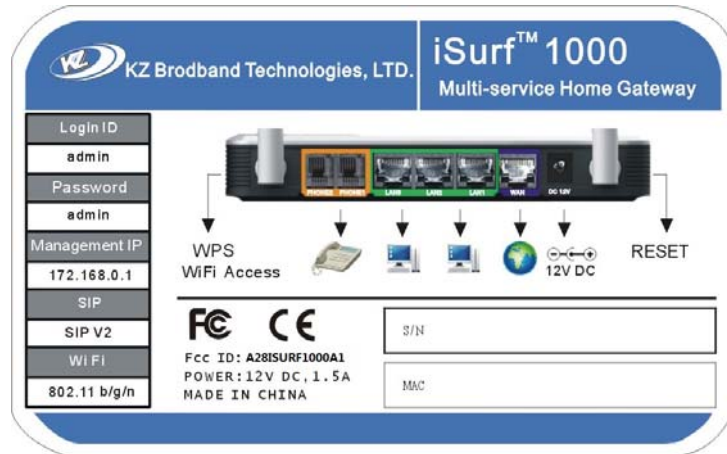 KZ
KZ Brodband Technologies, LTD.
iSurf™ 1000
Multi-service Home Gateway
Login ID
admin
Password
admin
Management IP
172.168.0.1
SIP
SIP V2
WiFi
802.11 b/g/n
PHONE2 PHONE1 LAN3 LAN2 LAN1 WAN DC 12V
WPS
WiFi Access
12V DC
RESET
FC CE
Fcc ID: A28ISURF1000A1
POWER:12V DC,1.5A
MADE IN CHINA
S/N
MAC